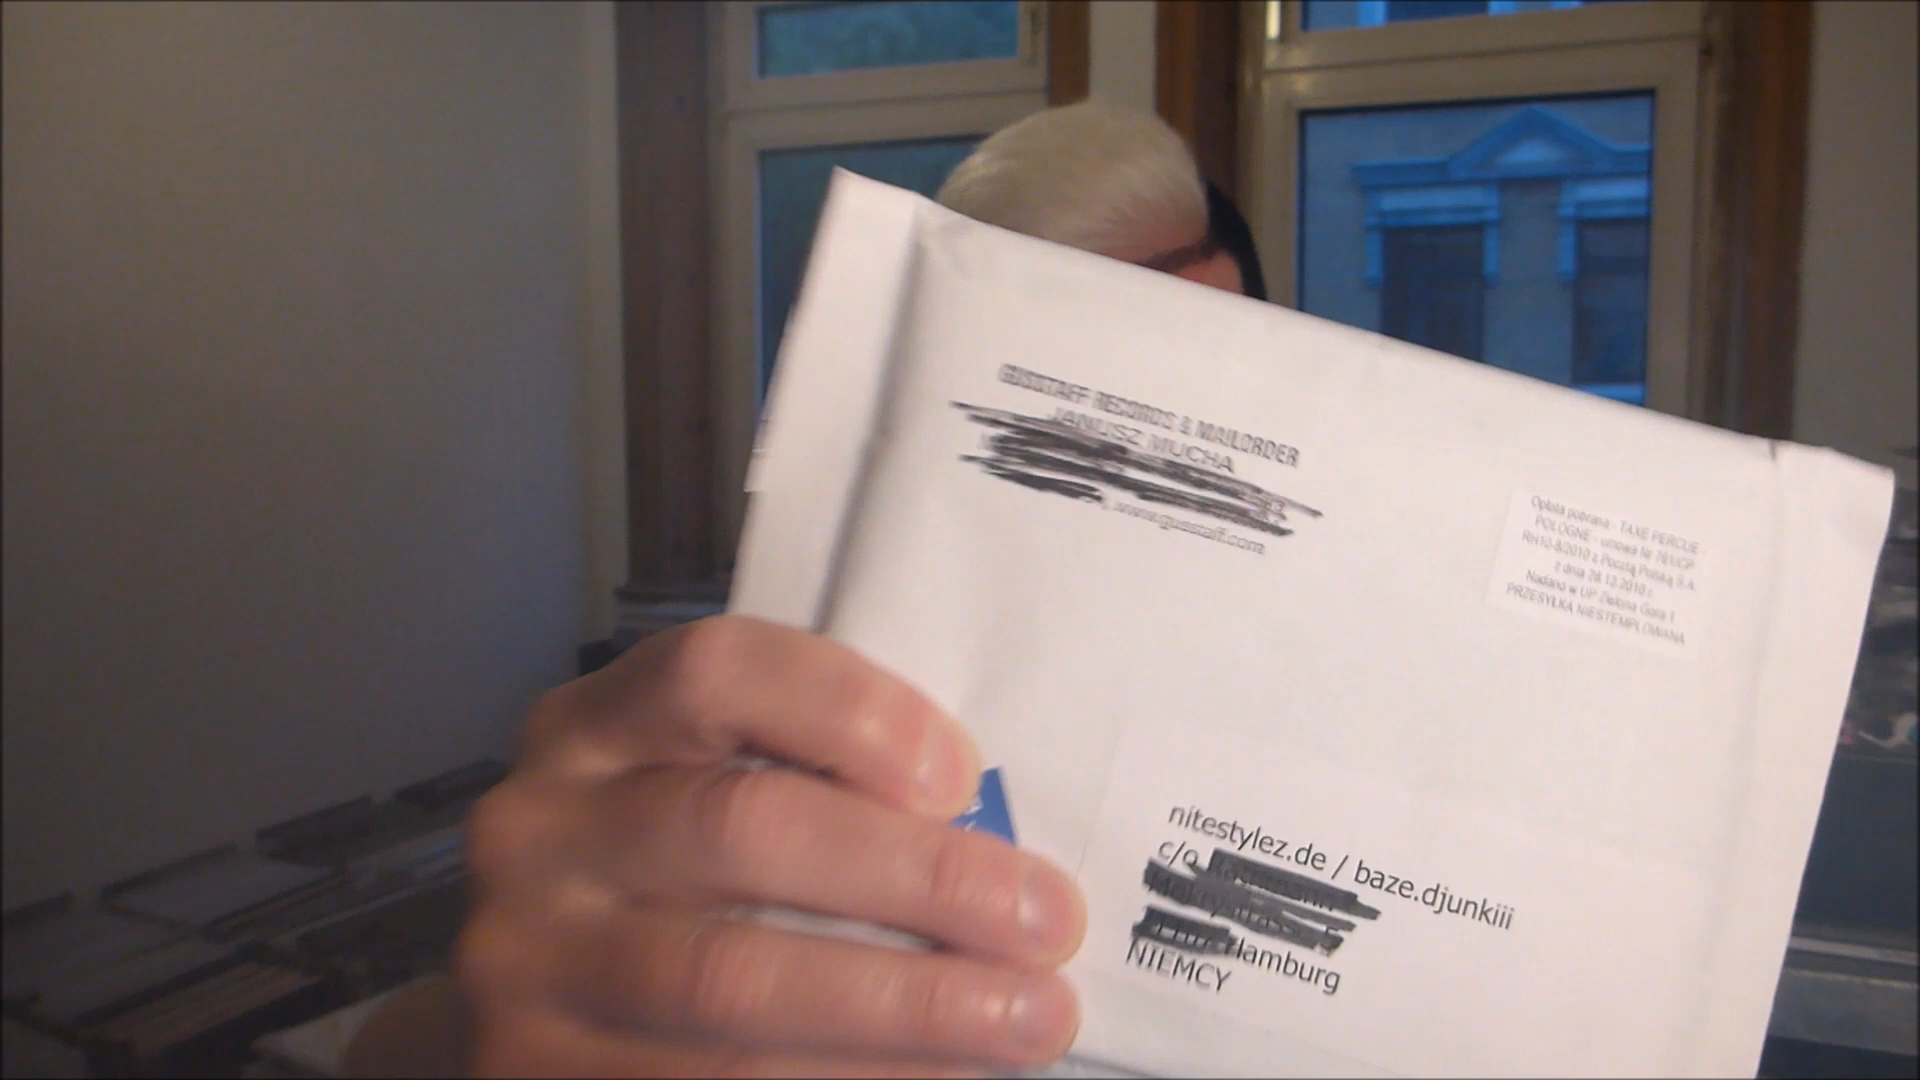 GUSSTAFF RECORDS & MAILORDER
JANUSZ MUCHA
www.gusstaff.com
Opłata pobrana - TAXE PERCUE
POLOGNE - umowa Nr 761/CP
RH10-8/2010 z Pocztą Polską S.A.
z dnia 28.12.2010 r.
Nadano w UP Zielona Gora 1
PRZESYŁKA NIESTEMPLOWANA
nitestylez.de / baze.djunkiii
c/o
Hamburg
NIEMCY